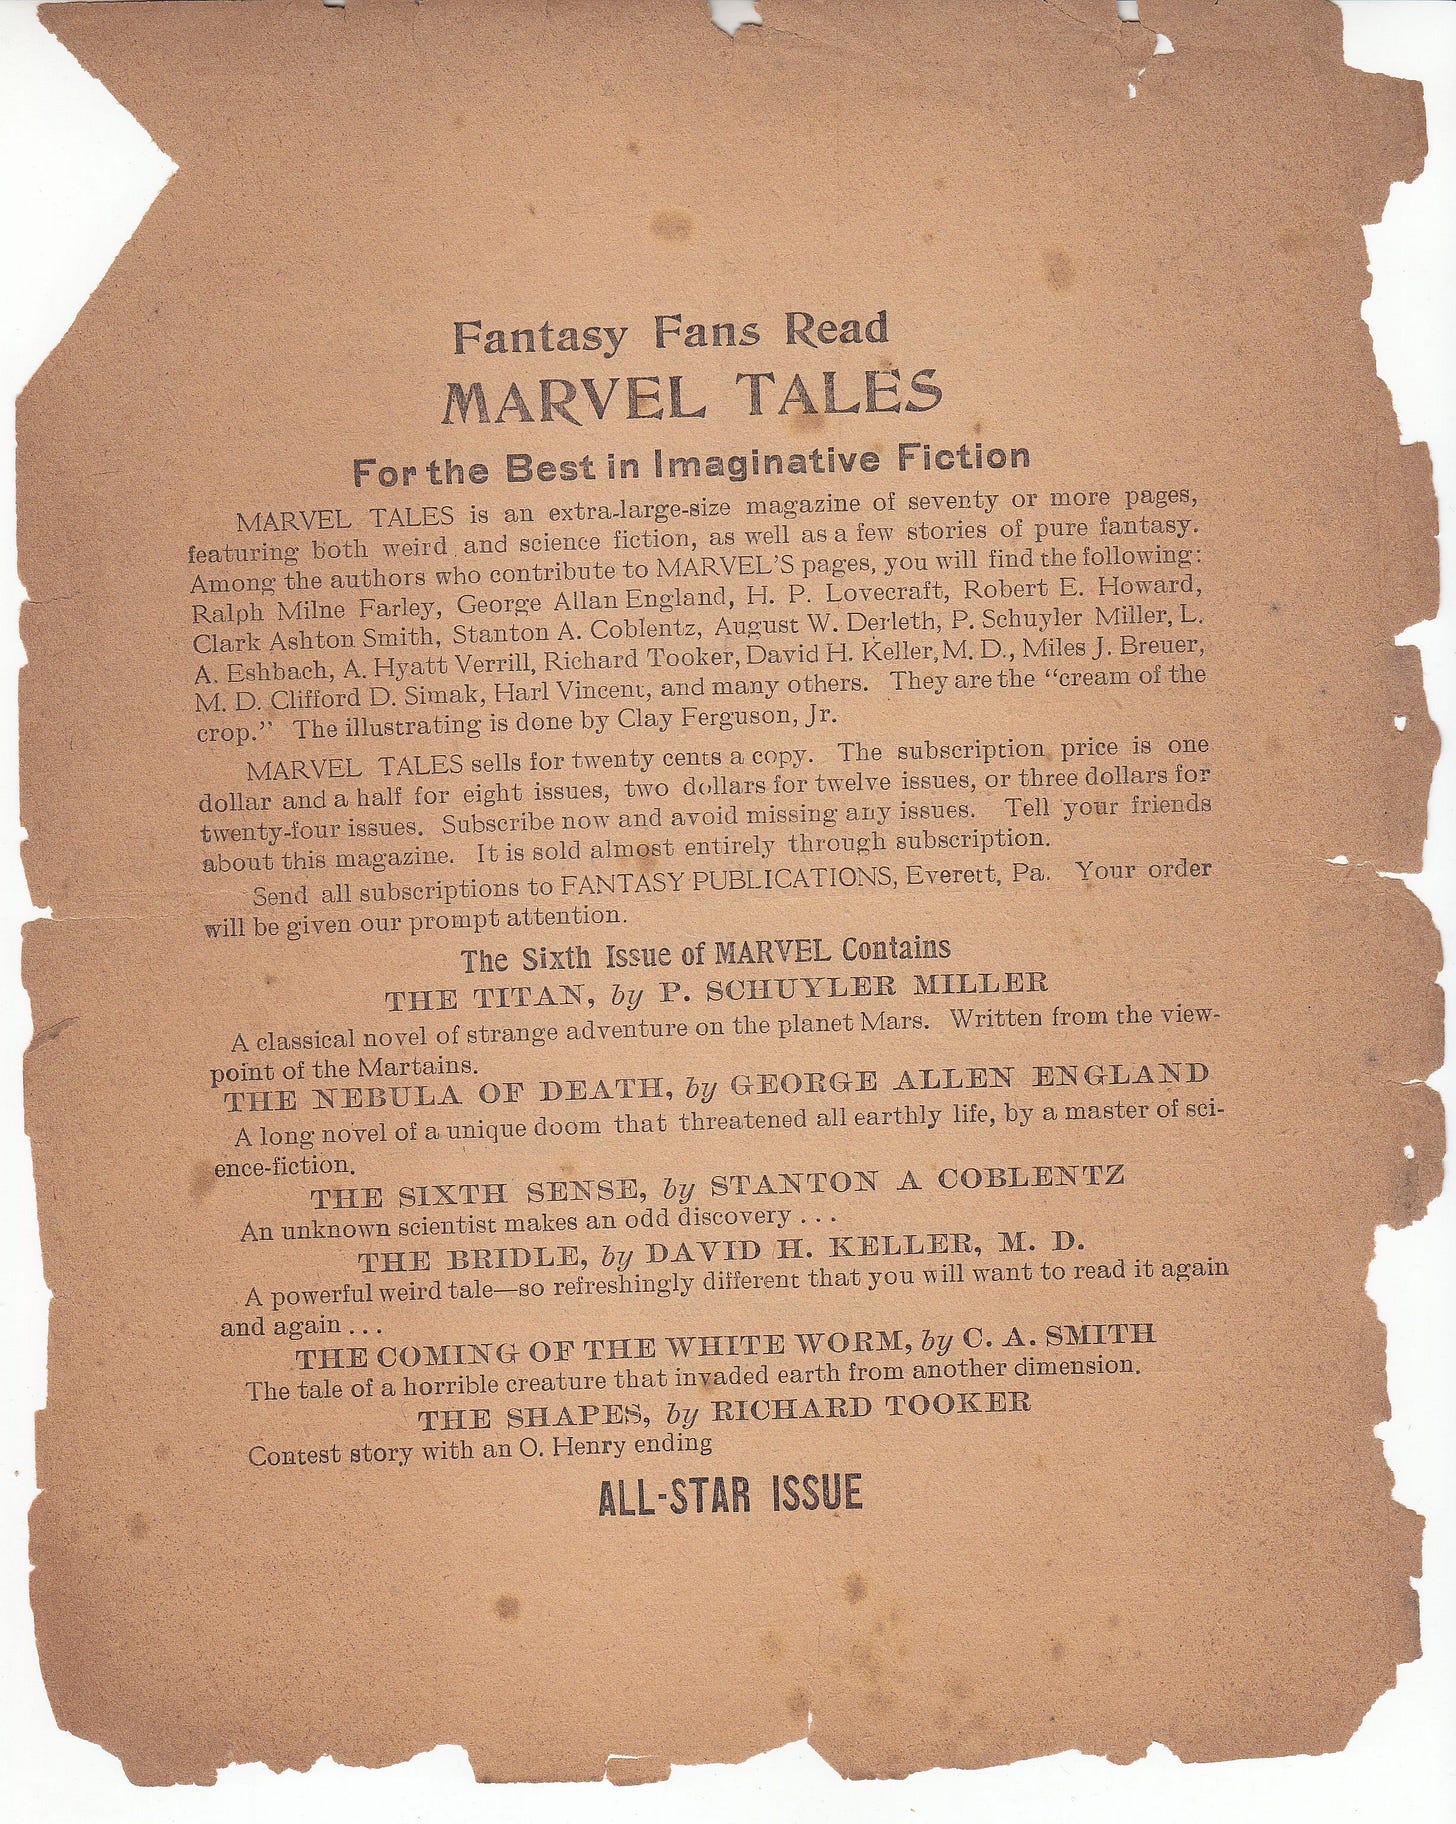 Fantasy Fans Read
MARVEL TALES
For the Best in Imaginative Fiction
MARVEL TALES is an extra-large-size magazine of seventy or more pages,
featuring both weird and science fiction, as well as a few stories of pure fantasy.
Among the authors who contribute to MARVEL'S pages, you will find the following:
Ralph Milne Farley, George Allan England, H. P. Lovecraft, Robert E. Howard,
Clark Ashton Smith, Stanton A. Coblentz, August W. Derleth, P. Schuyler Miller, L.
A. Eshbach, A. Hyatt Verrill, Richard Tooker, David H. Keller, M. D., Miles J. Breuer,
M. D. Clifford D. Simak, Harl Vincent, and many others. They are the “cream of the
crop.” The illustrating is done by Clay Ferguson, Jr.
MARVEL TALES sells for twenty cents a copy. The subscription price is one
dollar and a half for eight issues, two dollars for twelve issues, or three dollars for
twenty-four issues. Subscribe now and avoid missing any issues. Tell your friends
about this magazine. It is sold almost entirely through subscription.
Send all subscriptions to FANTASY PUBLICATIONS, Everett, Pa. Your order
will be given our prompt attention.
The Sixth Issue of MARVEL Contains
THE TITAN, by P. SCHUYLER MILLER
A classical novel of strange adventure on the planet Mars. Written from the view-
point of the Martains.
THE NEBULA OF DEATH, by GEORGE ALLEN ENGLAND
A long novel of a unique doom that threatened all earthly life, by a master of sci-
ence-fiction.
THE SIXTH SENSE, by STANTON A COBLENTZ
An unknown scientist makes an odd discovery . . .
THE BRIDLE, by DAVID H. KELLER, M. D.
A powerful weird tale—so refreshingly different that you will want to read it again
and again . . .
THE COMING OF THE WHITE WORM, by C. A. SMITH
The tale of a horrible creature that invaded earth from another dimension.
THE SHAPES, by RICHARD TOOKER
Contest story with an O. Henry ending
ALL-STAR ISSUE